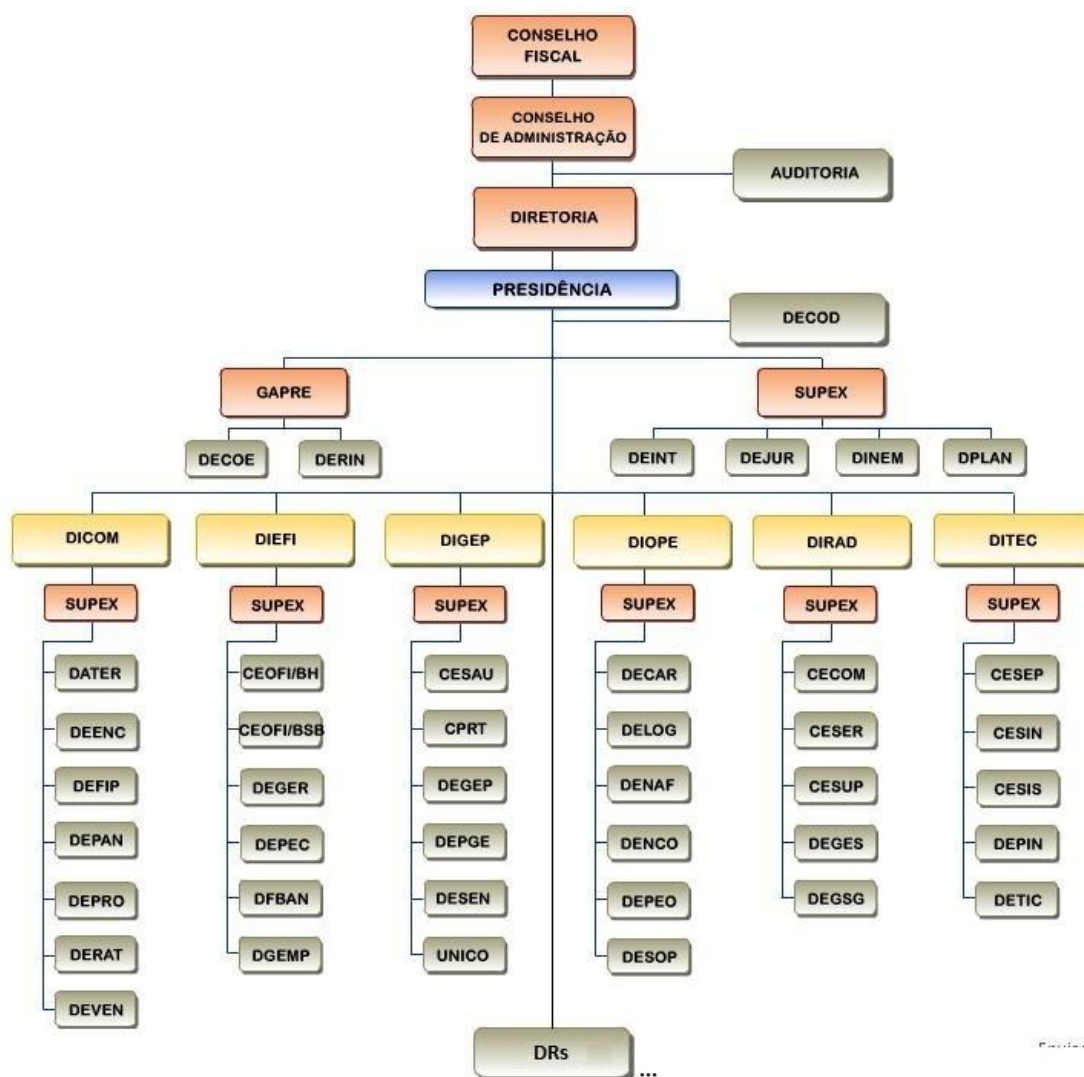 CONSELHO
FISCAL
CONSELHO
DE ADMINISTRAÇÃO
AUDITORIA
DIRETORIA
PRESIDÊNCIA
DECOD
GAPRE
SUPEX
DECOE
DERIN
DEINT
DEJUR
DINEM
DPLAN
DICOM
DIEFI
DIGEP
DIOPE
DIRAD
DITEC
SUPEX
SUPEX
SUPEX
SUPEX
SUPEX
SUPEX
DATER
DEENC
DEFIP
DEPAN
DEPRO
DERAT
DEVEN
CEOFI/BH
CEOFI/BSB
DEGER
DEPEC
DFBAN
DGEMP
CESAU
CPRT
DEGEP
DEPGE
DESEN
UNICO
DECAR
DELOG
DENAF
DENCO
DEPEO
DESOP
CECOM
CESER
CESUP
DEGES
DEGSG
CESEP
CESIN
CESIS
DEPIN
DETIC
DRs
...